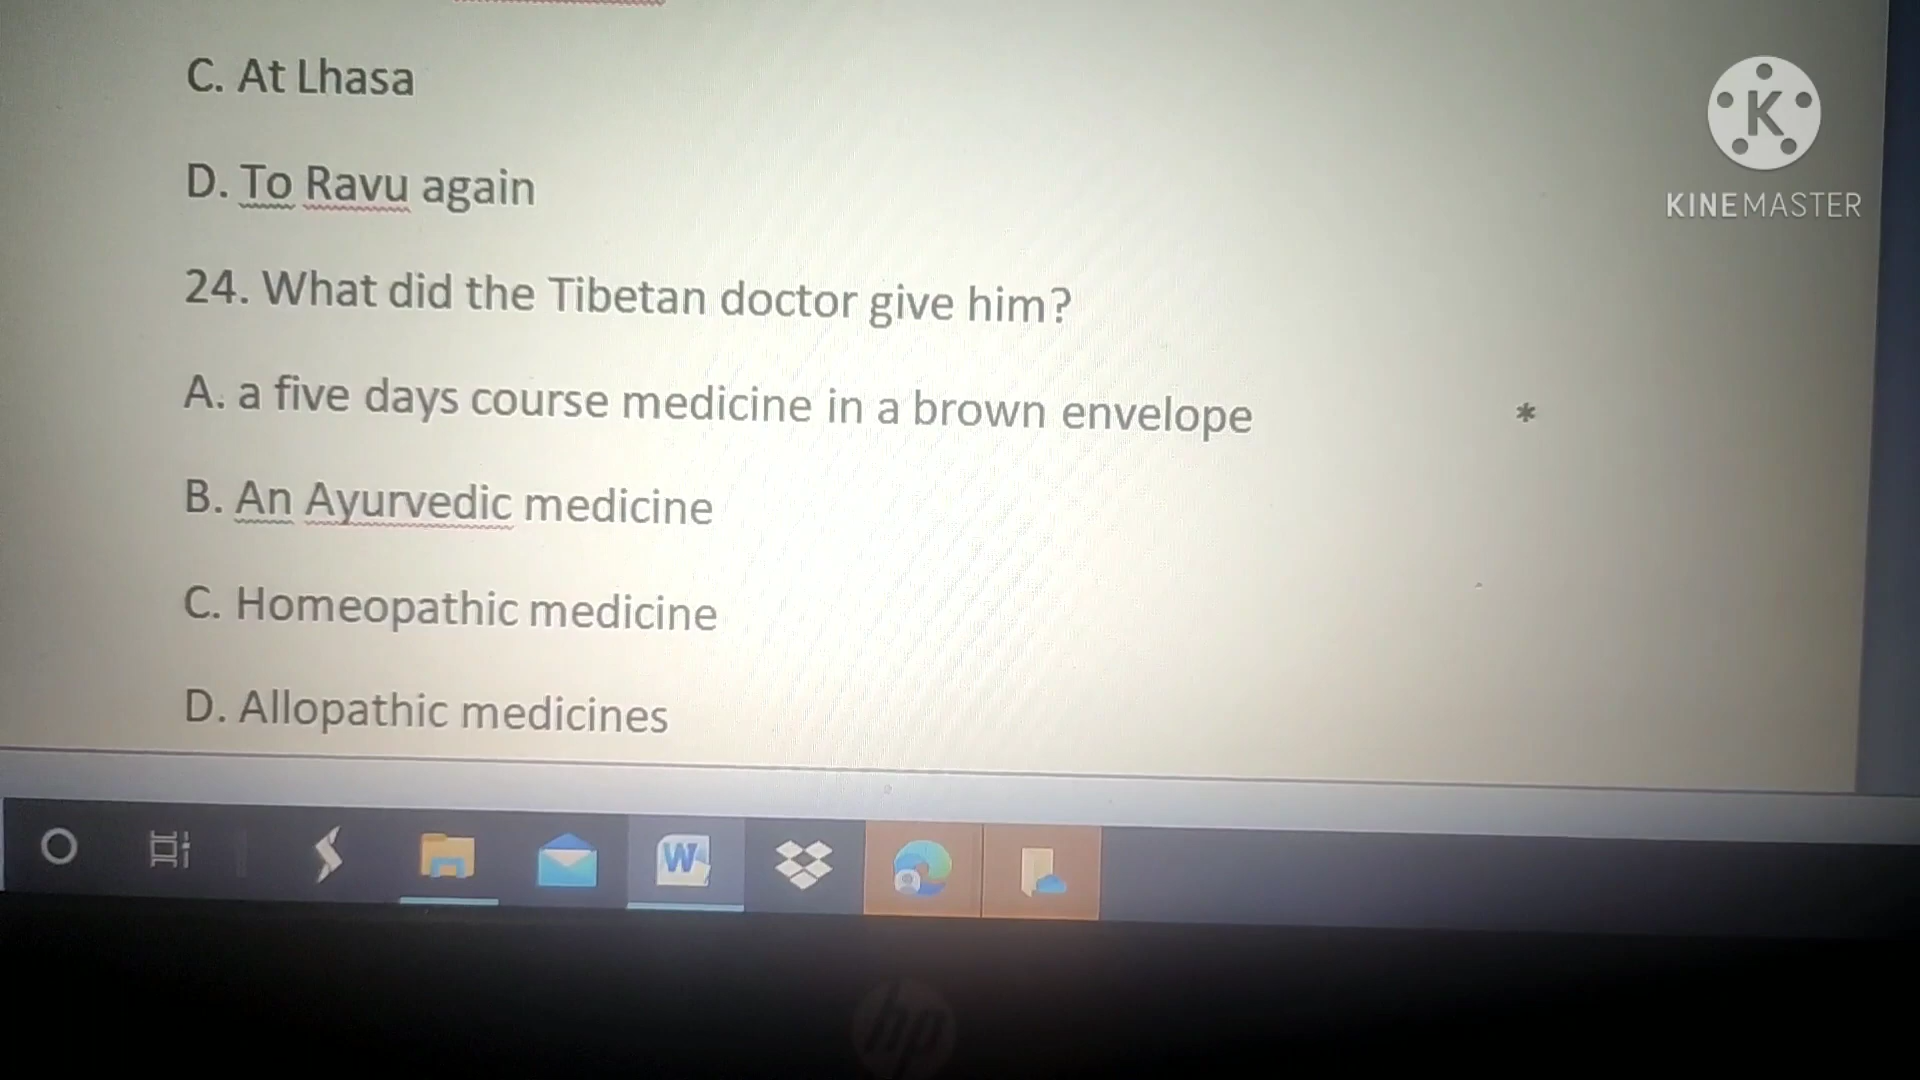 C. At Lhasa
D. To Ravu again
24. What did the Tibetan doctor give him?
A. a five days course medicine in a brown envelope *
B. An Ayurvedic medicine
C. Homeopathic medicine
D. Allopathic medicines
K
KINEMASTER
W
hp